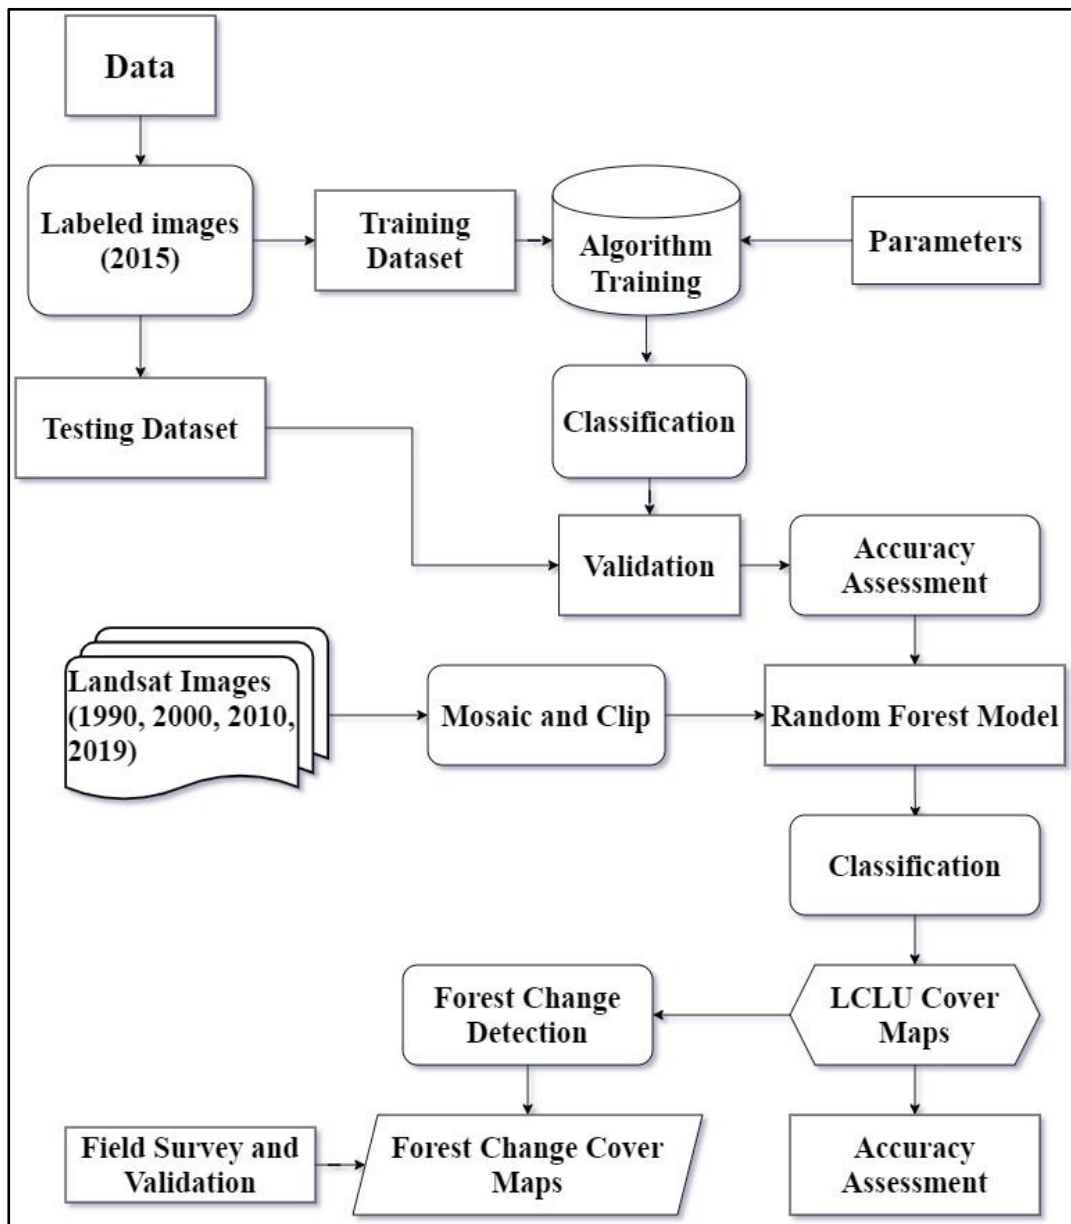 Data
Labeled images
(2015)
Training
Dataset
Algorithm
Training
Parameters
Testing Dataset
Classification
Validation
Accuracy
Assessment
Landsat Images
(1990, 2000, 2010,
2019)
Mosaic and Clip
Random Forest Model
Classification
LCLU Cover
Maps
Forest Change
Detection
Field Survey and
Validation
Forest Change Cover
Maps
Accuracy
Assessment